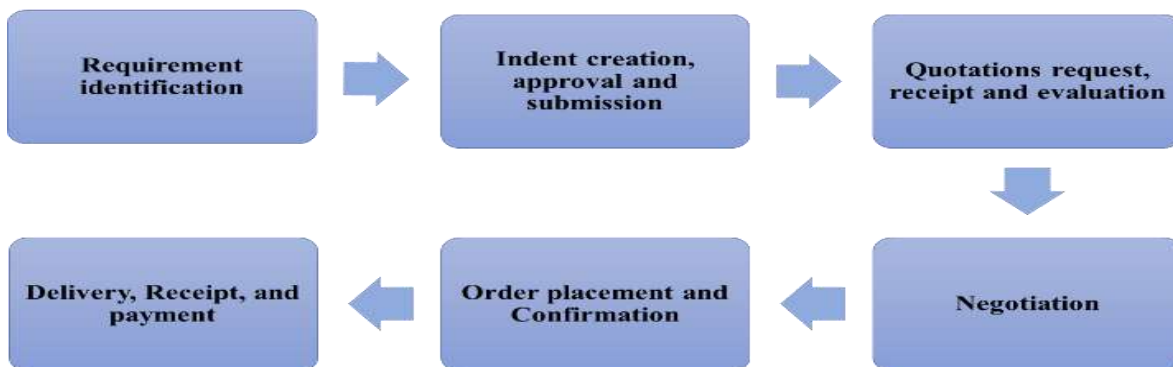 Requirement
identification
Indent creation,
approval and
submission
Quotations request,
receipt and evaluation
Negotiation
Order placement and
Confirmation
Delivery, Receipt, and
payment